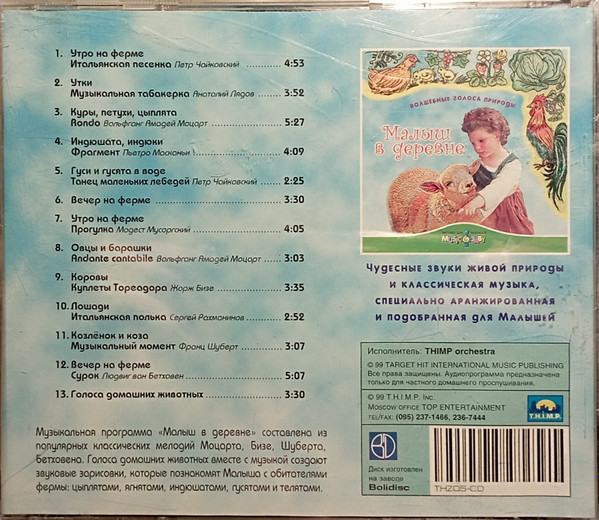 1. Утро на ферме
Итальянская песенка Петр Чайковский 4:53
2. Утки
Музыкальная табакерка Анатолий Лядов 3:52
3. Куры, петухи, цыплята
Rondo Вольфганг Амадей Моцарт 5:27
4. Индюшата, индюки
Фрагмент Пьетро Масканьи 4:09
5. Гуси и гусята в воде
Танец маленьких лебедей Петр Чайковский 2:25
6. Вечер на ферме 3:30
7. Утро на ферме
Прогулка Модест Мусоргский 4:05
8. Овцы и барашки
Andante cantabile Вольфганг Амадей Моцарт 3:03
9. Коровы
Куплеты Тореадора Жорж Бизе 3:35
10. Лошади
Итальянская полька Сергей Рахманинов 2:52
11. Козлёнок и коза
Музыкальный момент Франц Шуберт 3:07
12. Вечер на ферме
Сурок Людвиг ван Бетховен 5:07
13. Голоса домашних животных 3:30
Музыкальная программа «Малыш в деревне» составлена из
популярных классических мелодий Моцарта, Бизе, Шуберта,
Бетховена. Голоса домашних животных вместе с музыкой создают
звуковые зарисовки, которые познакомят Малыша с обитателями
фермы: цыплятами, ягнятами, индюшатами, гусятами и телятами.
Волшебные голоса природы
Малыш
в деревне
Чудесные звуки живой природы
и классическая музыка,
специально аранжированная
и подобранная для Малышей
Исполнитель: THIMP orchestra
© 99 TARGET HIT INTERNATIONAL MUSIC PUBLISHING
Все права защищены. Аудиопрограмма предназначена
только для частного домашнего прослушивания.
© 99 T.H.I.M.P. Inc.
Moscow OFFICE TOP ENTERTAINMENT
TEL/FAX: (095) 237-1466, 236-7444
T.H.I.M.P.
Диск изготовлен
на заводе
Bolidisc
THZ05-CD